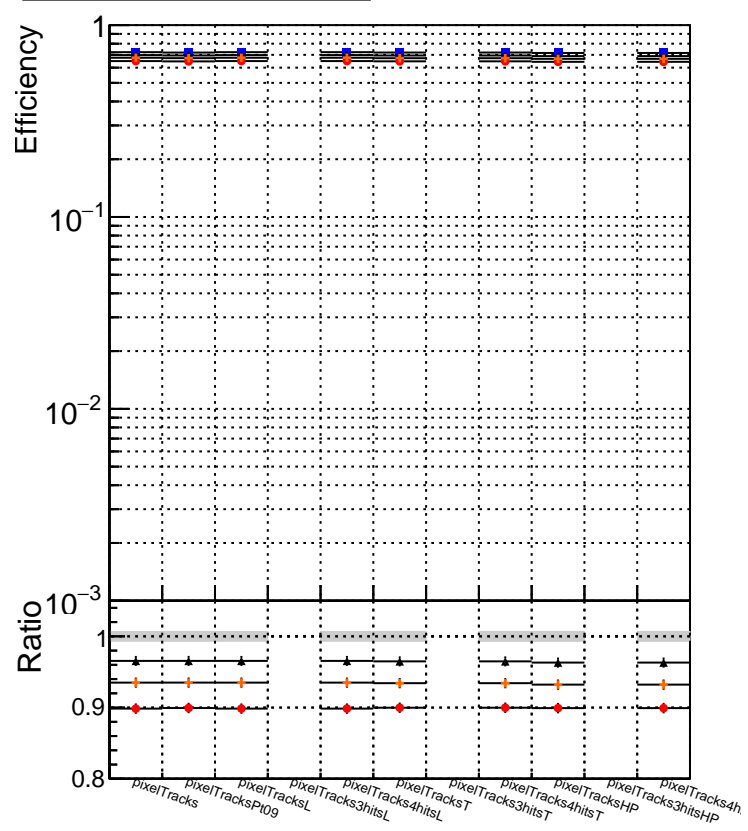 Efficiency
1
10⁻¹
10⁻²
10⁻³
Ratio
1
0.9
0.8
pixelTracks
pixelTracksPt09
pixelTracksL
pixelTracks3hitsL
pixelTracks4hitsL
pixelTracksT
pixelTracks3hitsT
pixelTracks4hitsT
pixelTracksHP
pixelTracks3hitsHP
pixelTracks4h